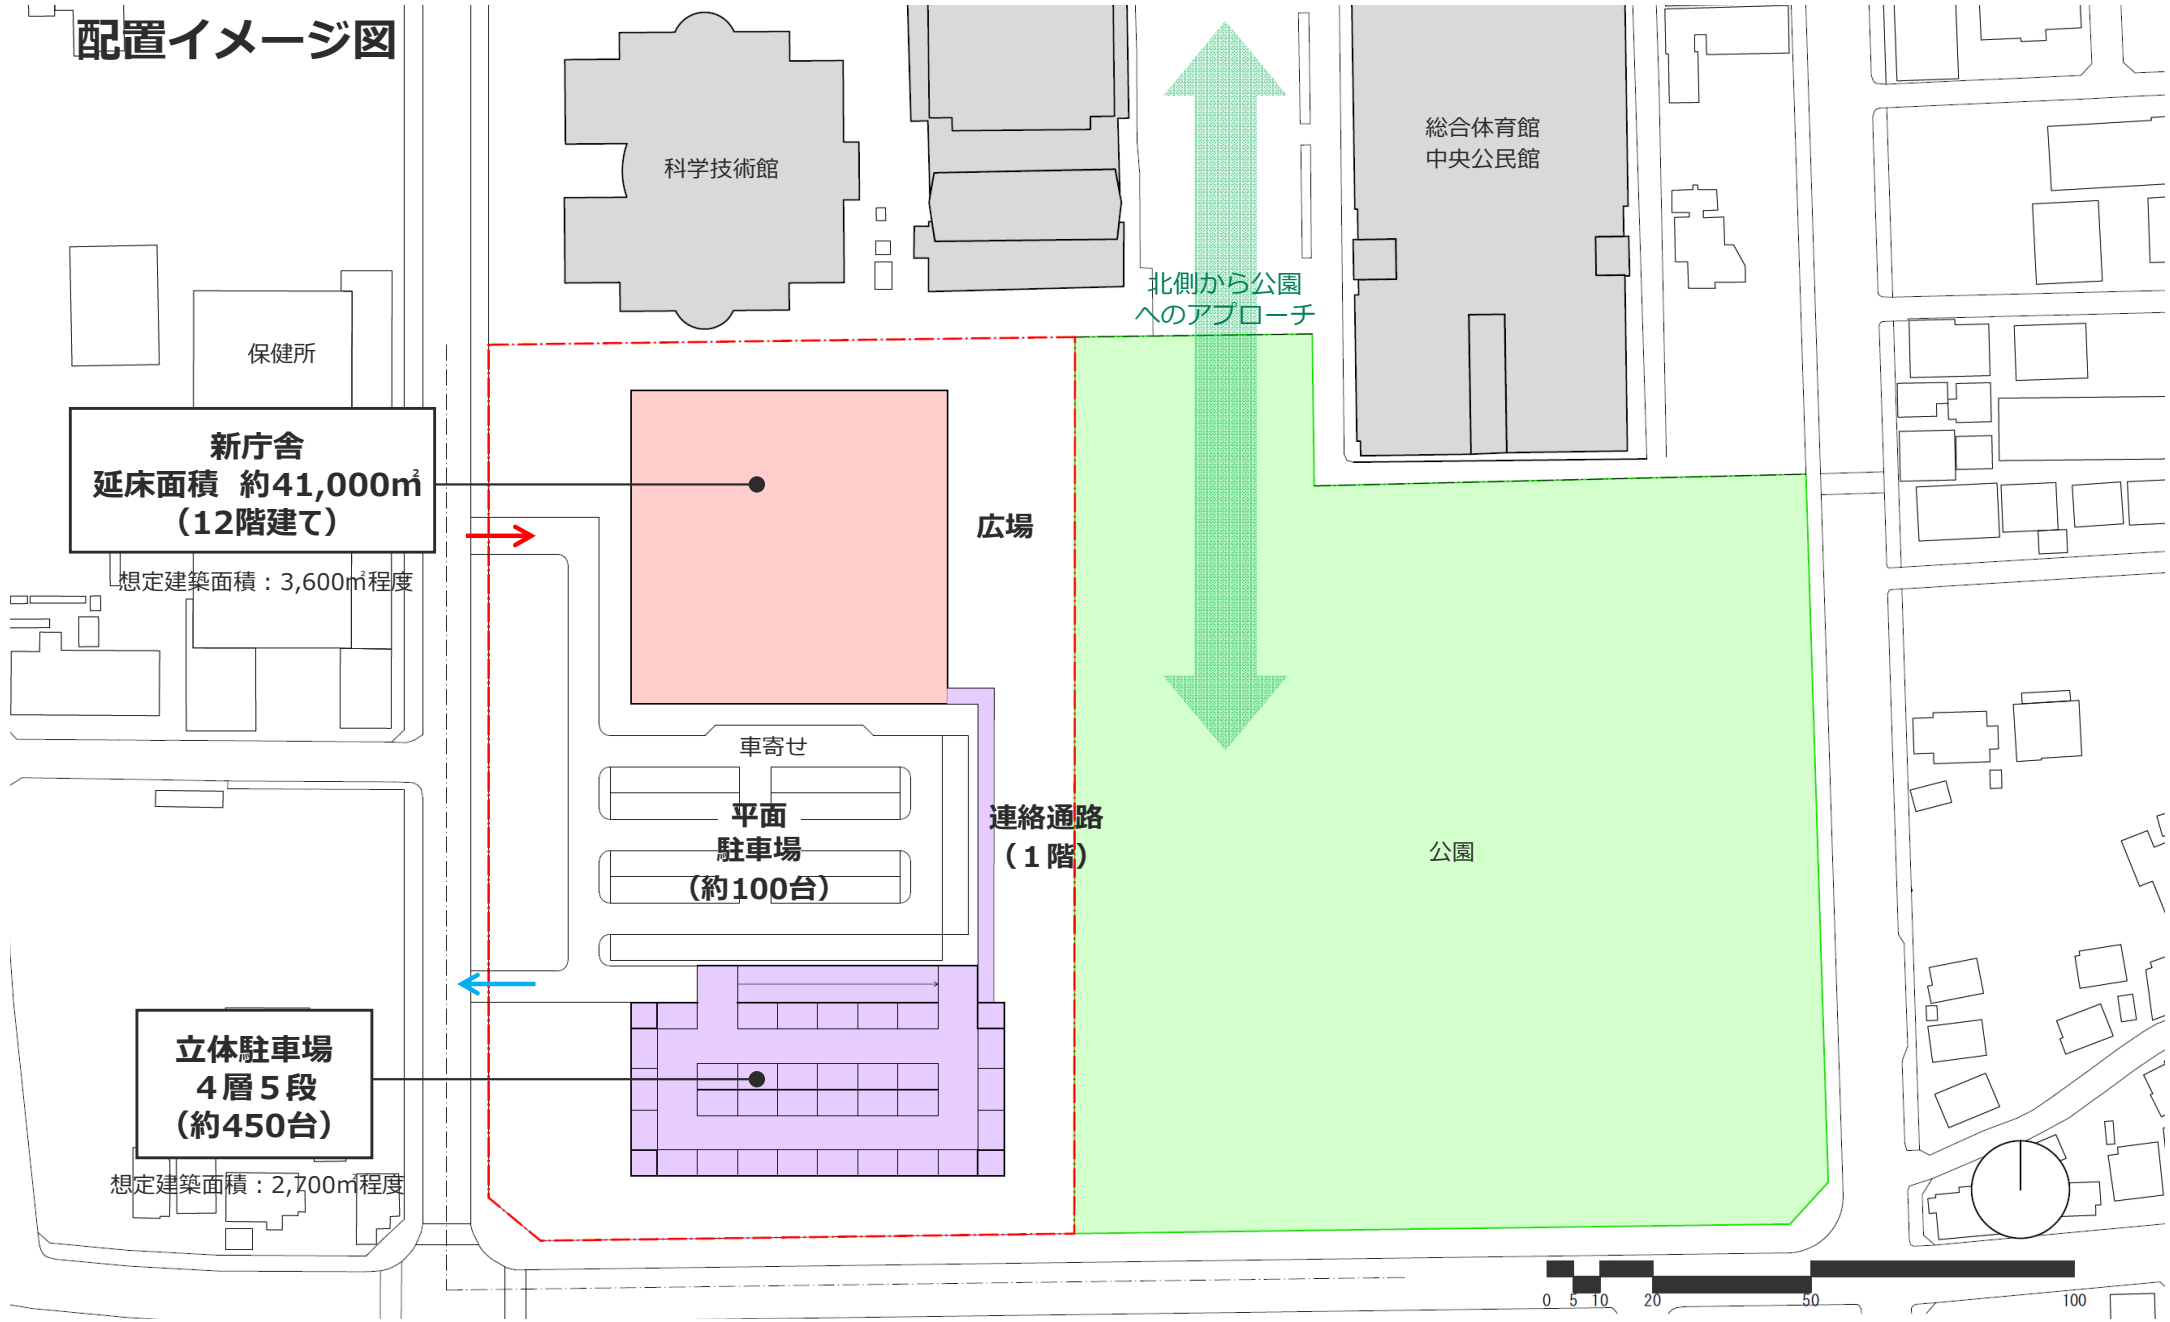 配置イメージ図
科学技術館
総合体育館
中央公民館
北側から公園
へのアプローチ
保健所
新庁舎
延床面積 約41,000㎡
（12階建て）
想定建築面積：3,600㎡程度
広場
車寄せ
平面
駐車場
（約100台）
連絡通路
（１階）
公園
立体駐車場
４層５段
（約450台）
想定建築面積：2,700㎡程度
0 5 10 20 50 100